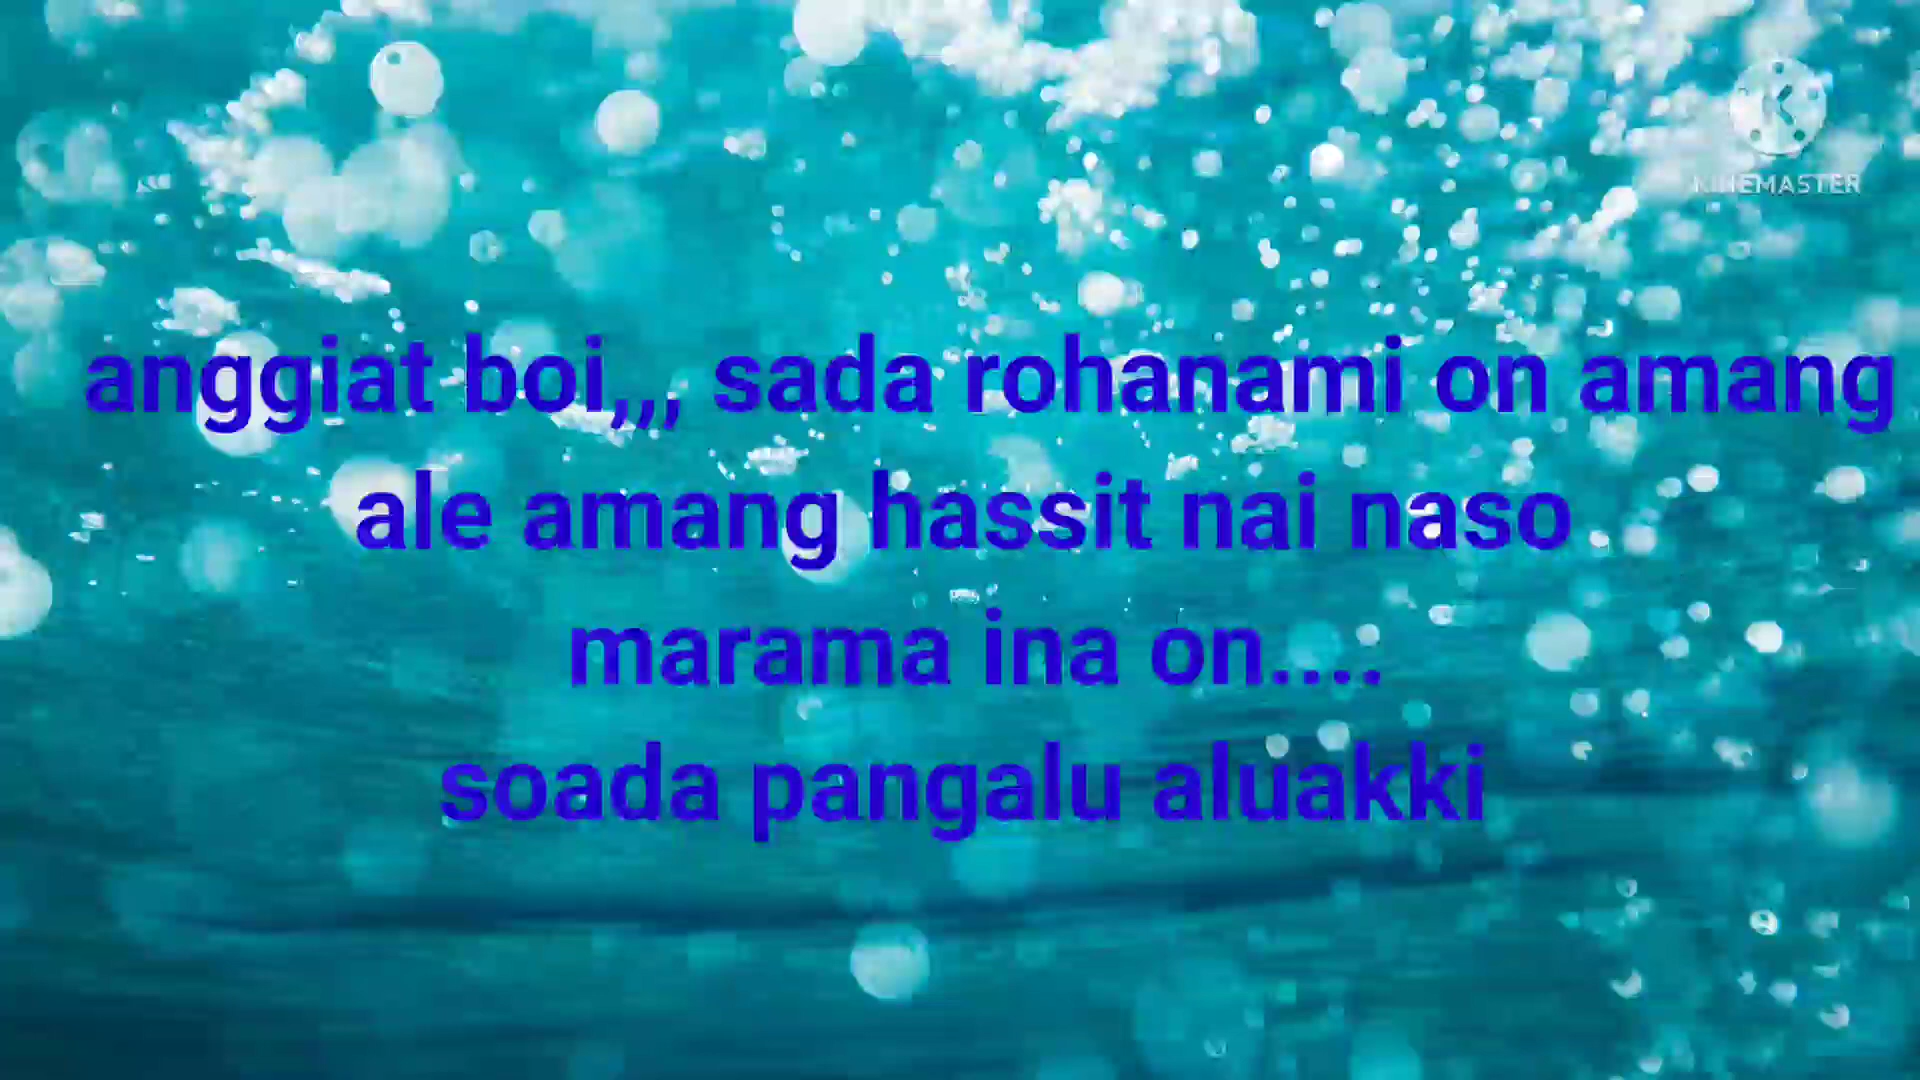 KINEMASTER
anggiat boi,,, sada rohanami on amang
ale amang hassit nai naso
marama ina on....
soada pangalu aluakki